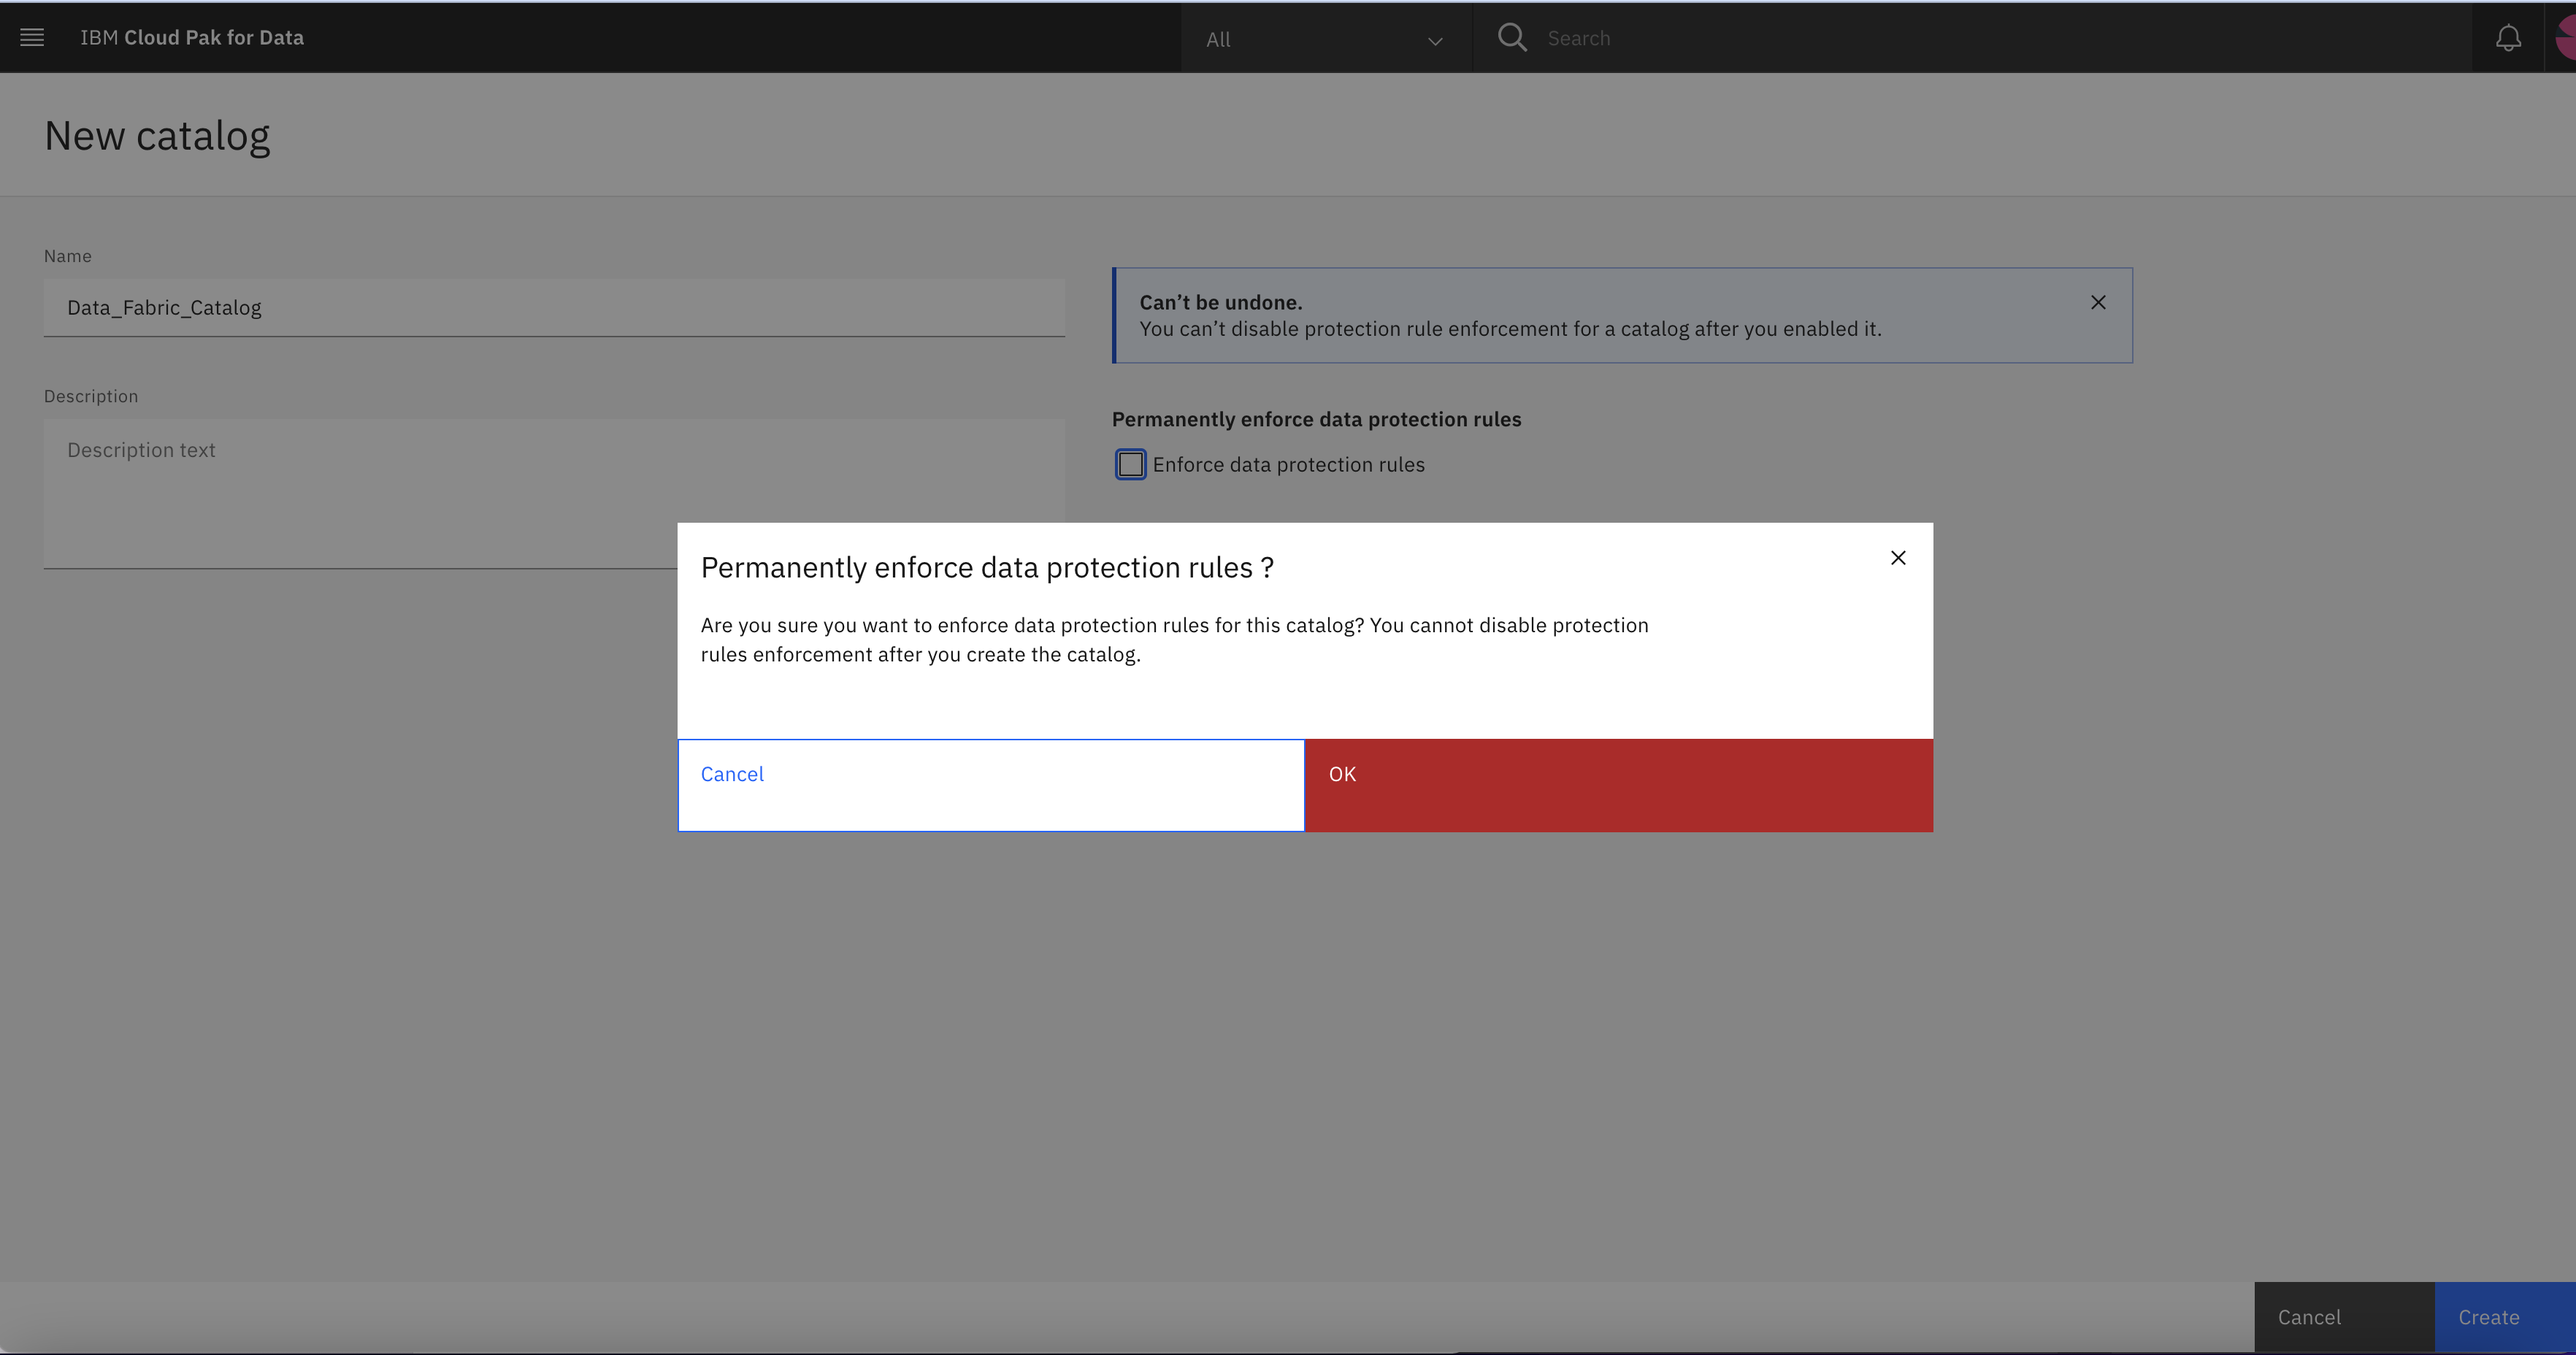 IBM Cloud Pak for Data
All
Search
New catalog
Name
Data_Fabric_Catalog
Description
Description text
Can’t be undone.
You can’t disable protection rule enforcement for a catalog after you enabled it.
Permanently enforce data protection rules
Enforce data protection rules
Permanently enforce data protection rules ?
Are you sure you want to enforce data protection rules for this catalog? You cannot disable protection
rules enforcement after you create the catalog.
Cancel
OK
Cancel
Create